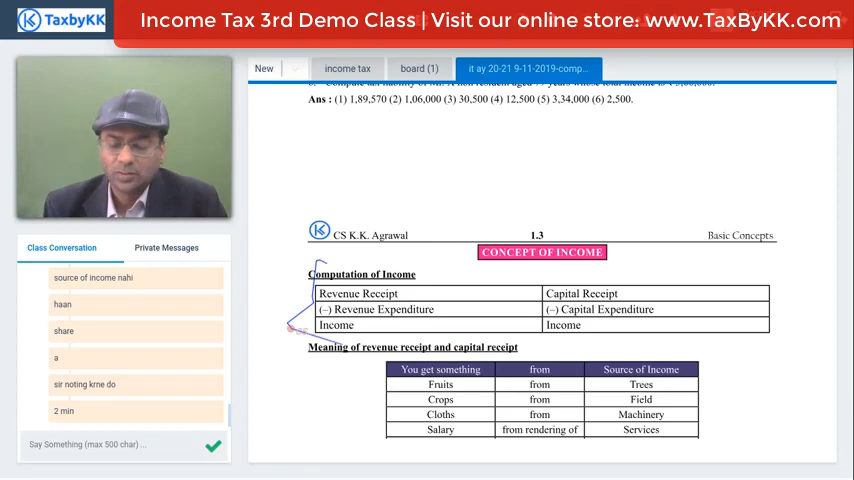 Income Tax 3rd Demo Class | Visit our online store: www.TaxByKK.com
TaxbyKK
New
income tax
board (1)
it ay 20-21 9-11-2019-comp...
Ans : (1) 1,89,570 (2) 1,06,000 (3) 30,500 (4) 12,500 (5) 3,34,000 (6) 2,500.
CS K.K. Agrawal 1.3 Basic Concepts
CONCEPT OF INCOME
Computation of Income
Revenue Receipt Capital Receipt
(–) Revenue Expenditure (–) Capital Expenditure
Income Income
Meaning of revenue receipt and capital receipt
You get something from Source of Income
Fruits from Trees
Crops from Field
Cloths from Machinery
Salary from rendering of Services
Class Conversation Private Messages
source of income nahi
haan
share
a
sir noting krne do
2 min
Say Something (max 500 char) ...